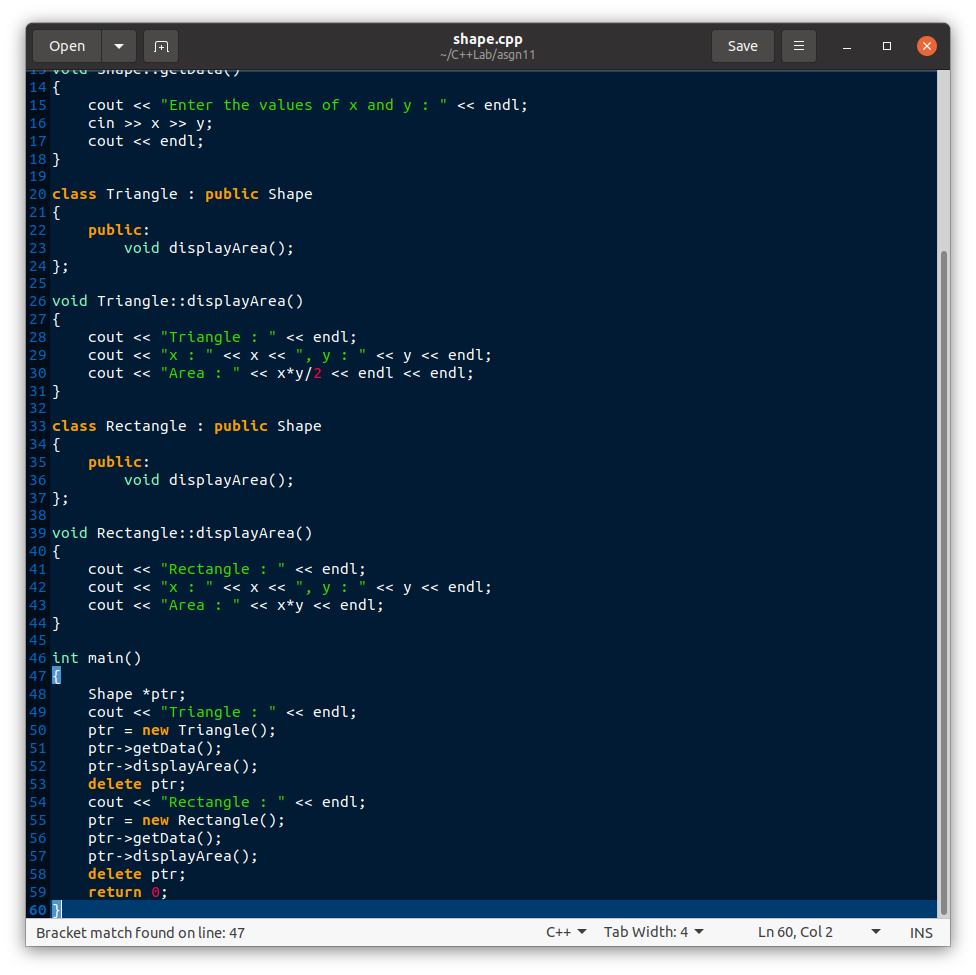 Open
shape.cpp
~/C++Lab/asgn11
Save
13 void Shape::getData()
14 {
15     cout << "Enter the values of x and y : " << endl;
16     cin >> x >> y;
17     cout << endl;
18 }
19
20 class Triangle : public Shape
21 {
22     public:
23         void displayArea();
24 };
25
26 void Triangle::displayArea()
27 {
28     cout << "Triangle : " << endl;
29     cout << "x : " << x << ", y : " << y << endl;
30     cout << "Area : " << x*y/2 << endl << endl;
31 }
32
33 class Rectangle : public Shape
34 {
35     public:
36         void displayArea();
37 };
38
39 void Rectangle::displayArea()
40 {
41     cout << "Rectangle : " << endl;
42     cout << "x : " << x << ", y : " << y << endl;
43     cout << "Area : " << x*y << endl;
44 }
45
46 int main()
47 {
48     Shape *ptr;
49     cout << "Triangle : " << endl;
50     ptr = new Triangle();
51     ptr->getData();
52     ptr->displayArea();
53     delete ptr;
54     cout << "Rectangle : " << endl;
55     ptr = new Rectangle();
56     ptr->getData();
57     ptr->displayArea();
58     delete ptr;
59     return 0;
60 }
Bracket match found on line: 47
C++
Tab Width: 4
Ln 60, Col 2
INS